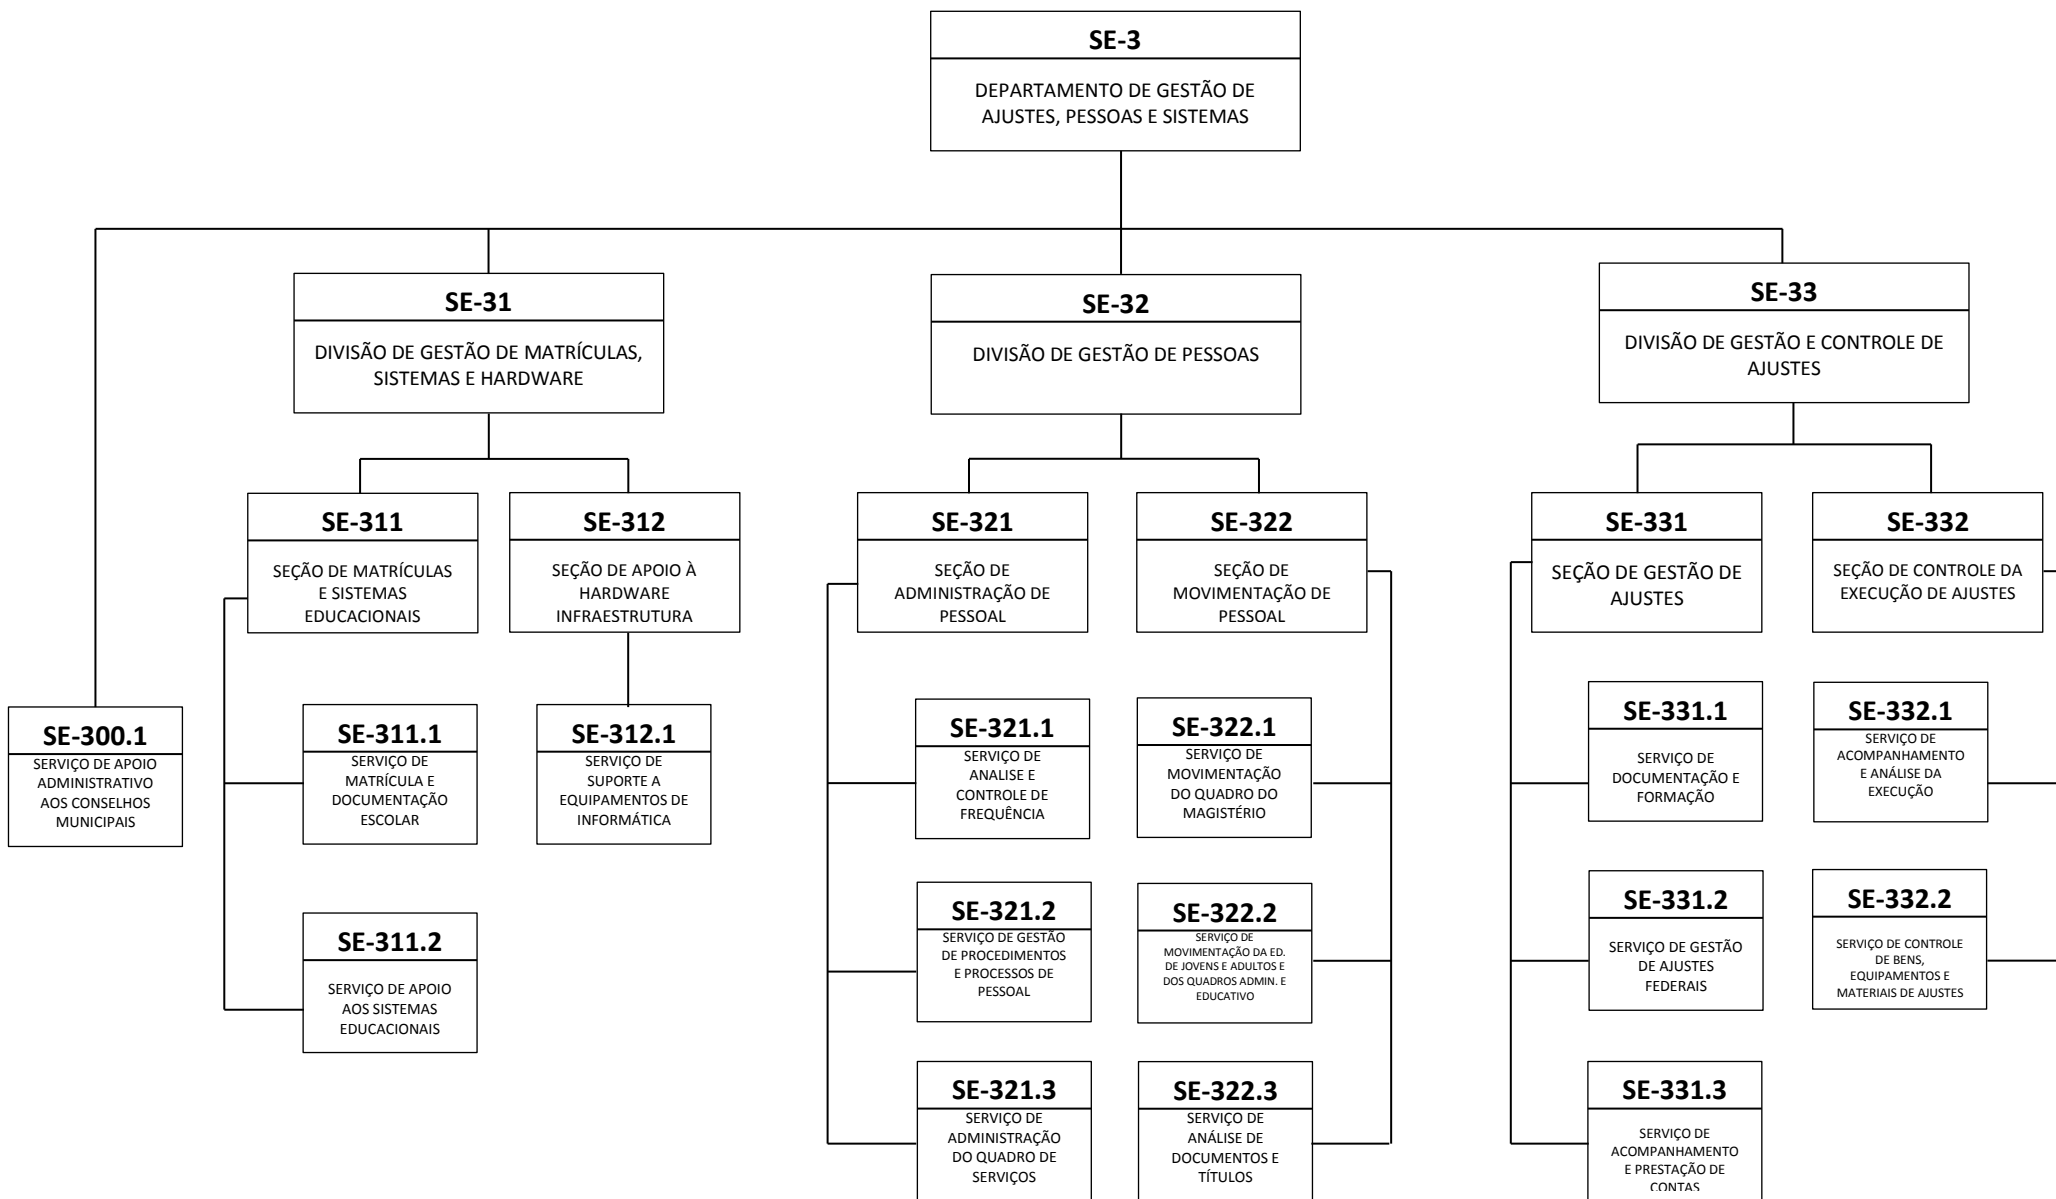 SE-3
DEPARTAMENTO DE GESTÃO DE
AJUSTES, PESSOAS E SISTEMAS
SE-31
DIVISÃO DE GESTÃO DE MATRÍCULAS,
SISTEMAS E HARDWARE
SE-32
DIVISÃO DE GESTÃO DE PESSOAS
SE-33
DIVISÃO DE GESTÃO E CONTROLE DE
AJUSTES
SE-311
SEÇÃO DE MATRÍCULAS
E SISTEMAS
EDUCACIONAIS
SE-312
SEÇÃO DE APOIO À
HARDWARE
INFRAESTRUTURA
SE-321
SEÇÃO DE
ADMINISTRAÇÃO DE
PESSOAL
SE-322
SEÇÃO DE
MOVIMENTAÇÃO DE
PESSOAL
SE-331
SEÇÃO DE GESTÃO DE
AJUSTES
SE-332
SEÇÃO DE CONTROLE DA
EXECUÇÃO DE AJUSTES
SE-300.1
SERVIÇO DE APOIO
ADMINISTRATIVO
AOS CONSELHOS
MUNICIPAIS
SE-311.1
SERVIÇO DE
MATRÍCULA E
DOCUMENTAÇÃO
ESCOLAR
SE-312.1
SERVIÇO DE
SUPORTE A
EQUIPAMENTOS DE
INFORMÁTICA
SE-321.1
SERVIÇO DE
ANALISE E
CONTROLE DE
FREQUÊNCIA
SE-322.1
SERVIÇO DE
MOVIMENTAÇÃO
DO QUADRO DO
MAGISTÉRIO
SE-331.1
SERVIÇO DE
DOCUMENTAÇÃO E
FORMAÇÃO
SE-332.1
SERVIÇO DE
ACOMPANHAMENTO
E ANÁLISE DA
EXECUÇÃO
SE-311.2
SERVIÇO DE APOIO
AOS SISTEMAS
EDUCACIONAIS
SE-321.2
SERVIÇO DE GESTÃO
DE PROCEDIMENTOS
E PROCESSOS DE
PESSOAL
SE-322.2
SERVIÇO DE
MOVIMENTAÇÃO DA ED.
DE JOVENS E ADULTOS E
DOS QUADROS ADMIN. E
EDUCATIVO
SE-331.2
SERVIÇO DE GESTÃO
DE AJUSTES
FEDERAIS
SE-332.2
SERVIÇO DE CONTROLE
DE BENS,
EQUIPAMENTOS E
MATERIAIS DE AJUSTES
SE-321.3
SERVIÇO DE
ADMINISTRAÇÃO
DO QUADRO DE
SERVIÇOS
SE-322.3
SERVIÇO DE
ANÁLISE DE
DOCUMENTOS E
TÍTULOS
SE-331.3
SERVIÇO DE
ACOMPANHAMENTO
E PRESTAÇÃO DE
CONTAS